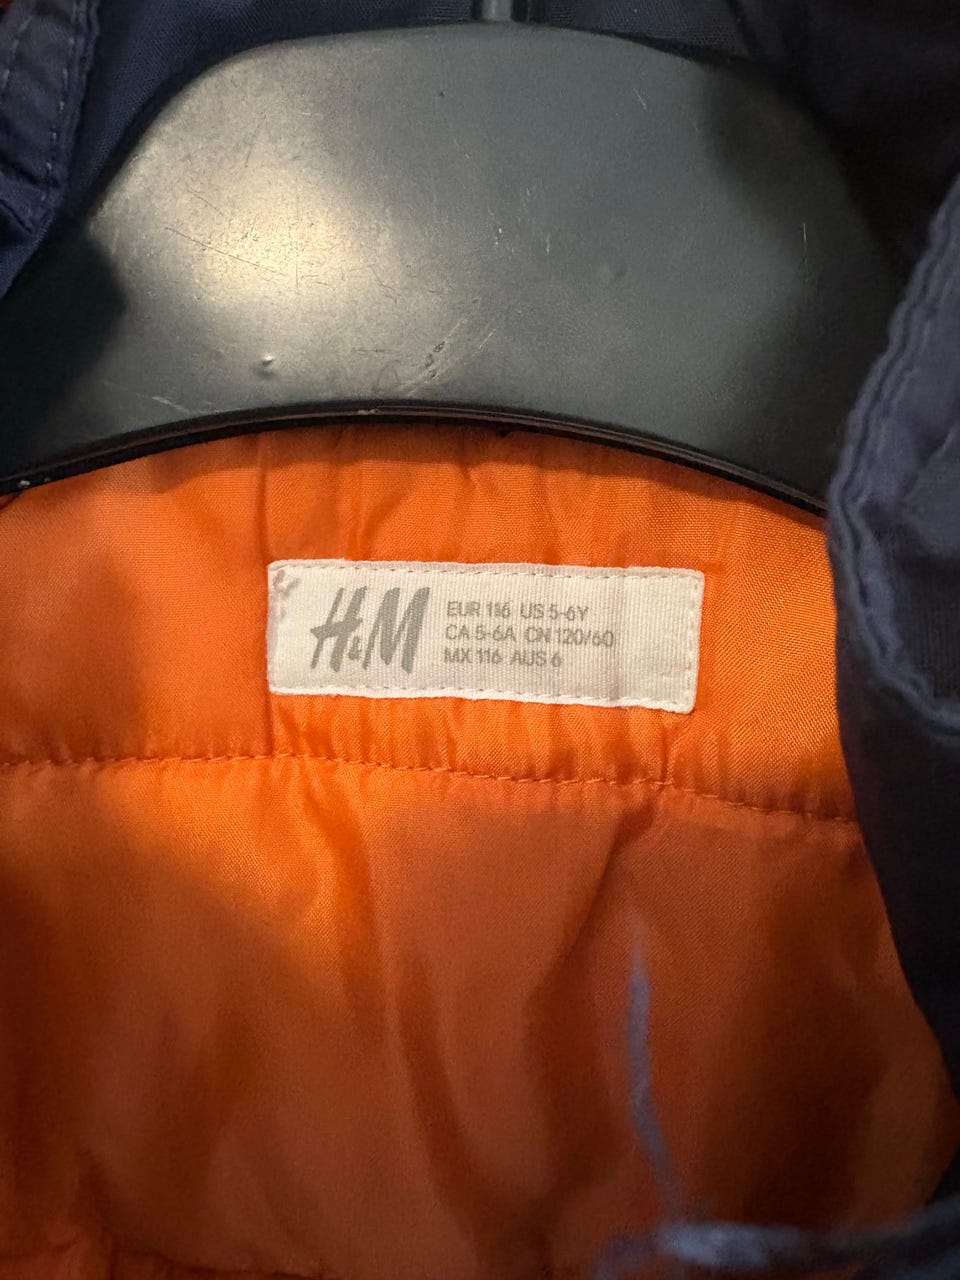 H&M
EUR 116 US 5-6Y
CA 5-6A CN 120/60
MX 116 AUS 6